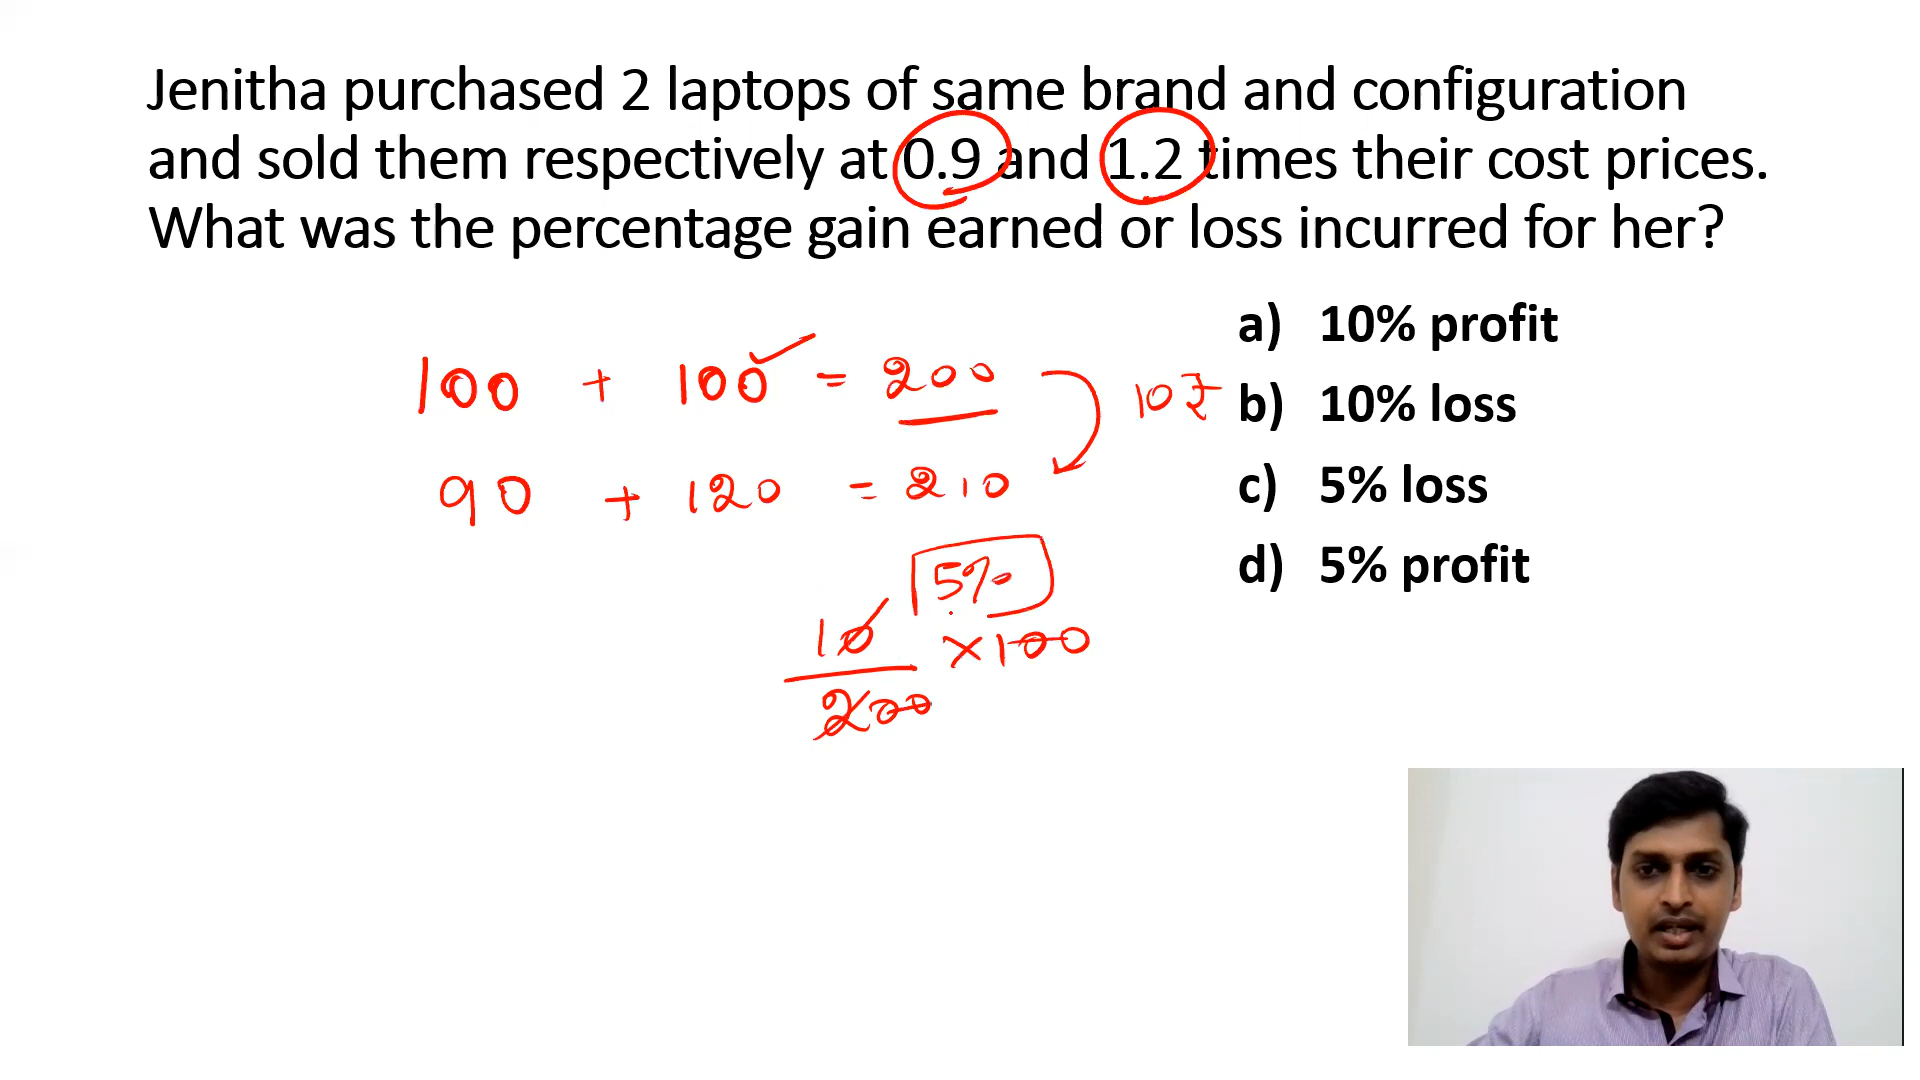 Jenitha purchased 2 laptops of same brand and configuration
and sold them respectively at 0.9 and 1.2 times their cost prices.
What was the percentage gain earned or loss incurred for her?
a) 10% profit
b) 10% loss
c) 5% loss
d) 5% profit
100 + 100 = 200
10₹
90 + 120 = 210
5%
10 × 100
200